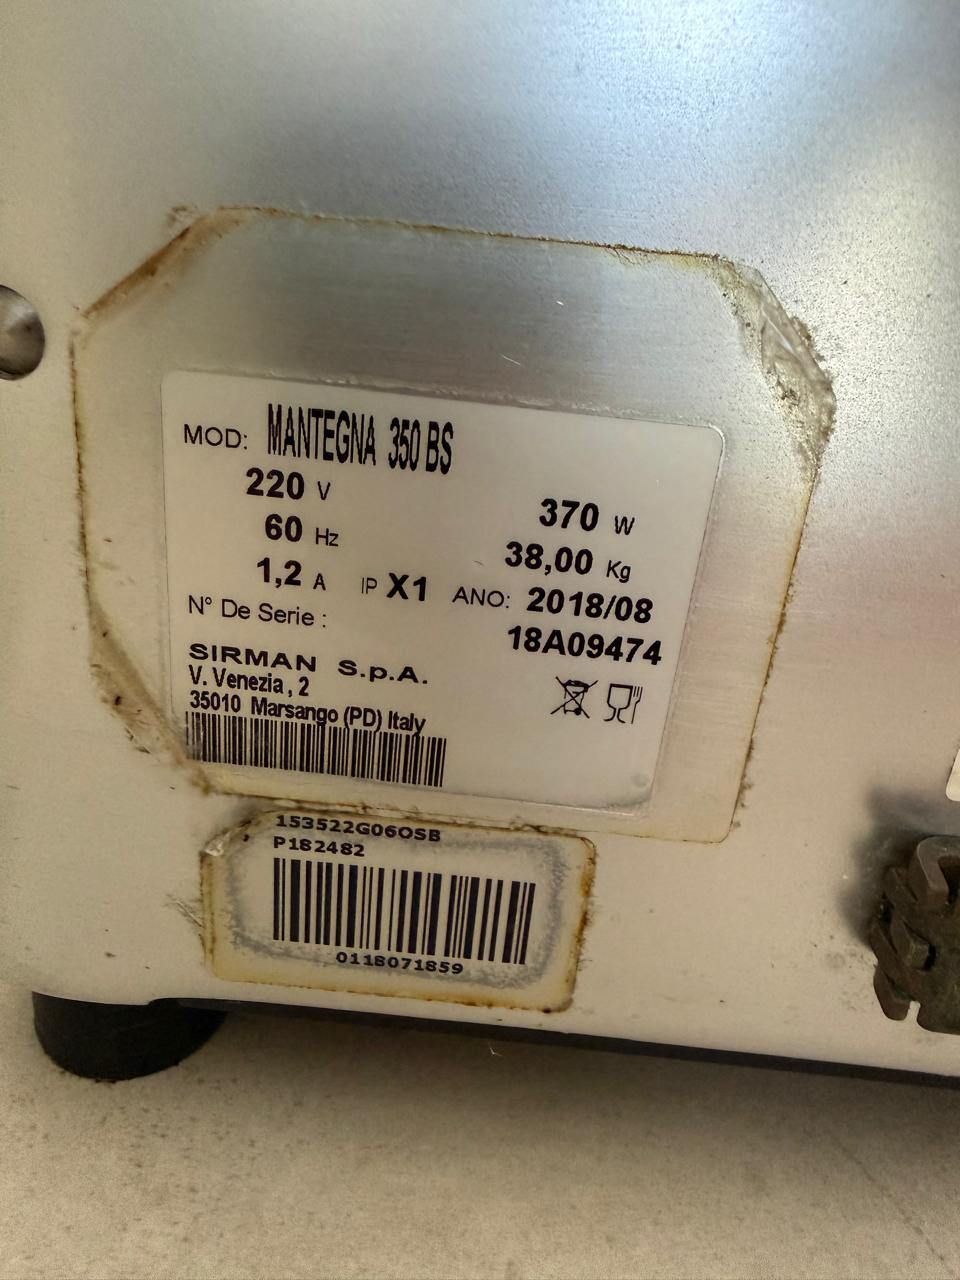 MOD: MANTEGNA 350 BS
220 V 370 W
60 Hz 38,00 Kg
1,2 A IP X1 ANO: 2018/08
N° De Serie : 18A09474
SIRMAN S.p.A.
V. Venezia , 2
35010 Marsango (PD) Italy
153522G06OSB
P182482
0118071859